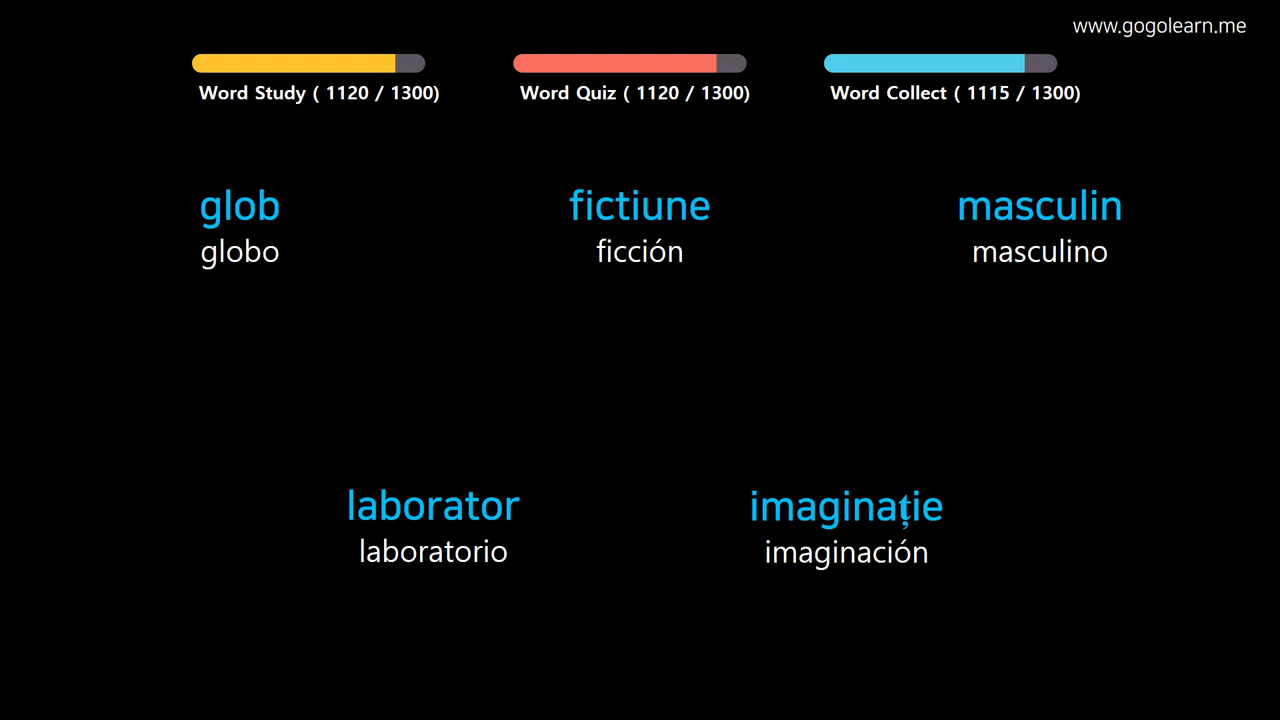 www.gogolearn.me
Word Study ( 1120 / 1300)
Word Quiz ( 1120 / 1300)
Word Collect ( 1115 / 1300)
glob
globo
fictiune
ficción
masculin
masculino
laborator
laboratorio
imaginație
imaginación